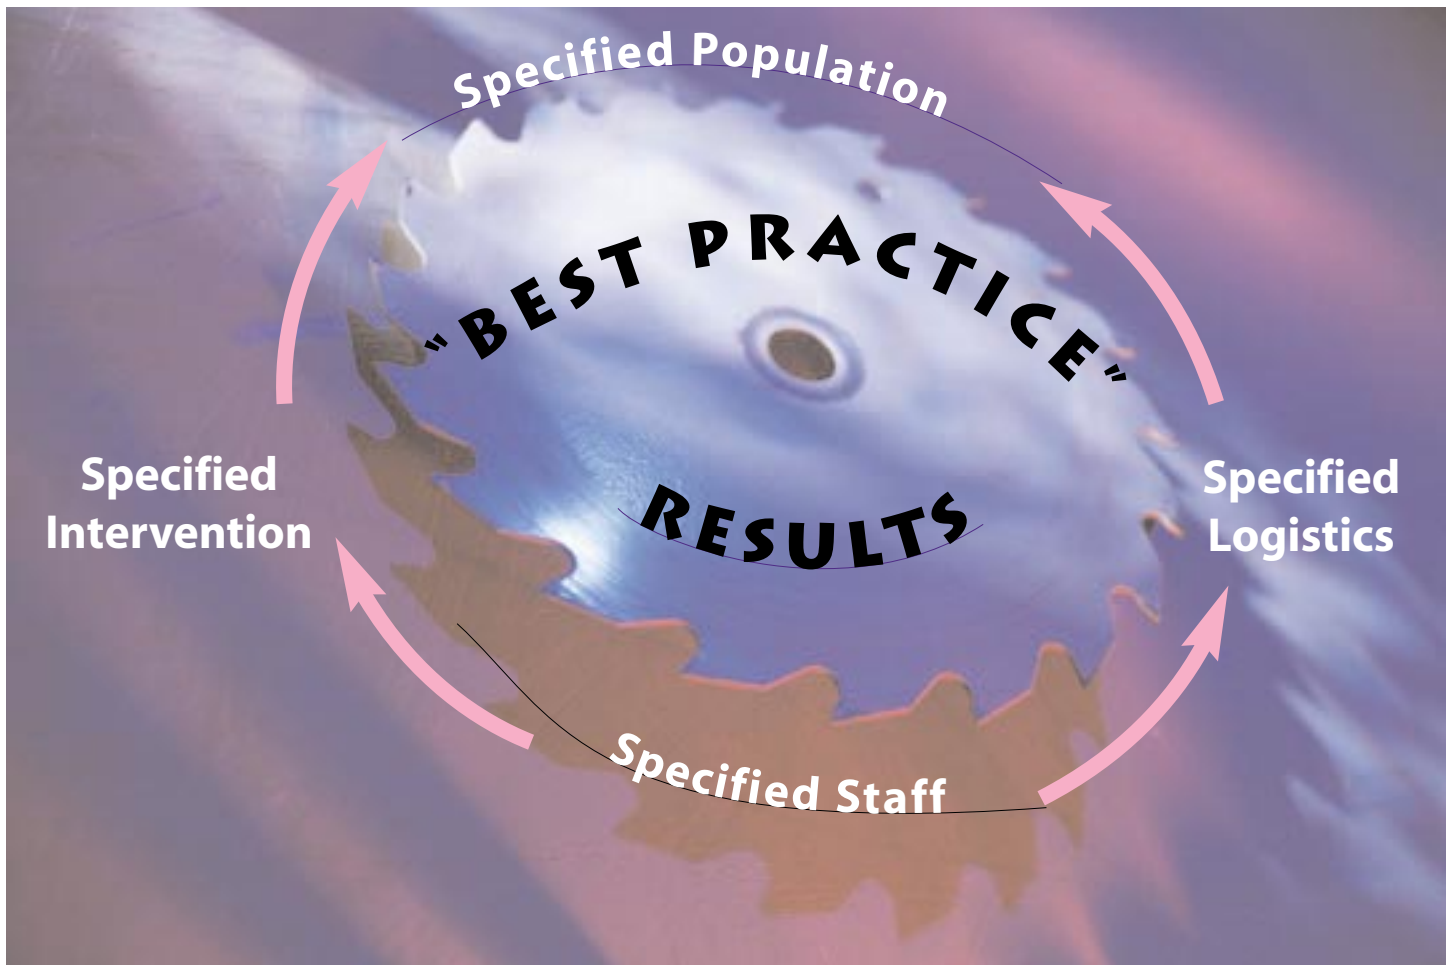 Specified Population
“BEST PRACTICE”
Specified
Intervention
Specified
Logistics
RESULTS
Specified Staff